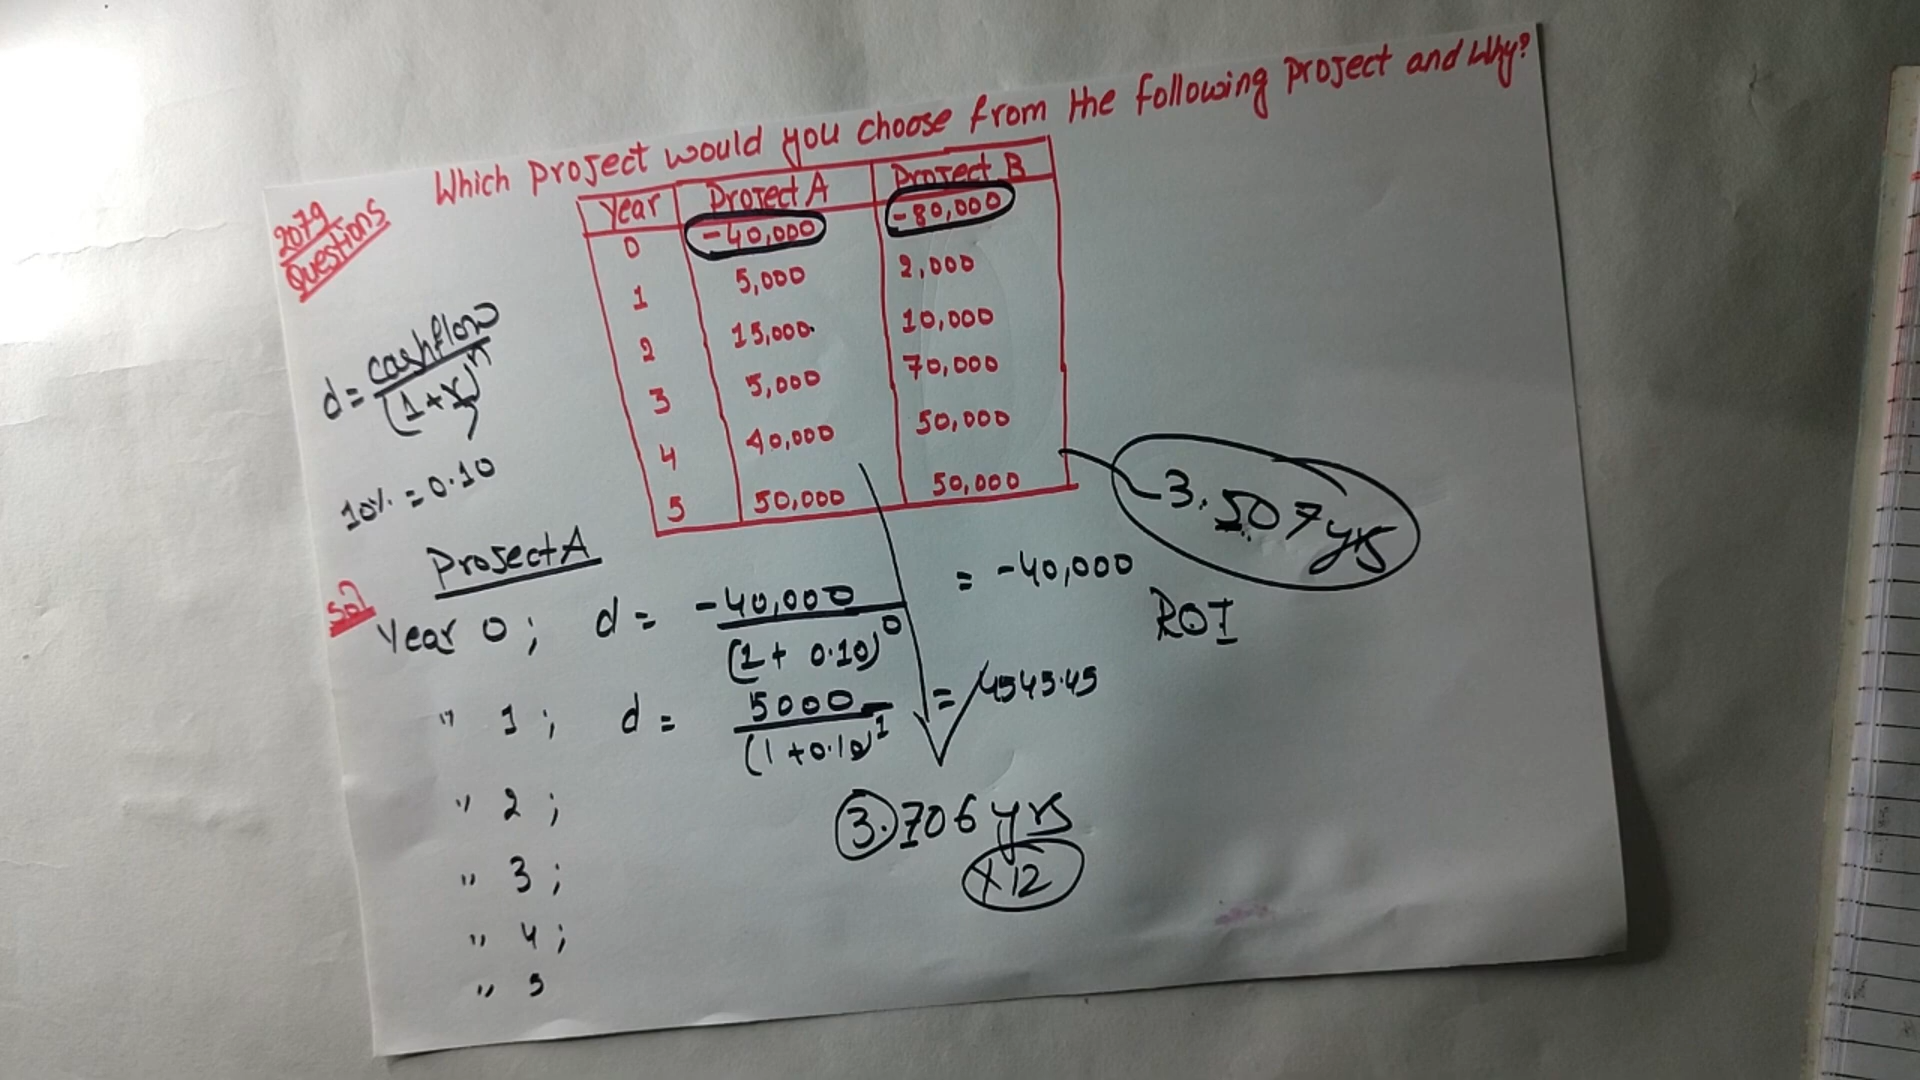 Which project would you choose from the following project and Why?
2079
Questions
Year Project A Project B
0 -40,000 -80,000
1 5,000 2,000
2 15,000 10,000
3 5,000 70,000
4 40,000 50,000
5 50,000 50,000
d = cashflow
(1+r)^n
10% = 0.10
3.507 yrs
ROI
Project A
Sol
Year 0 ; d = -40,000 = -40,000
(1 + 0.10)^0
" 1 ; d = 5000 = 4545.45
(1+0.10)^1
" 2 ;
" 3 ;
" 4 ;
" 5
3.706 yrs
x12